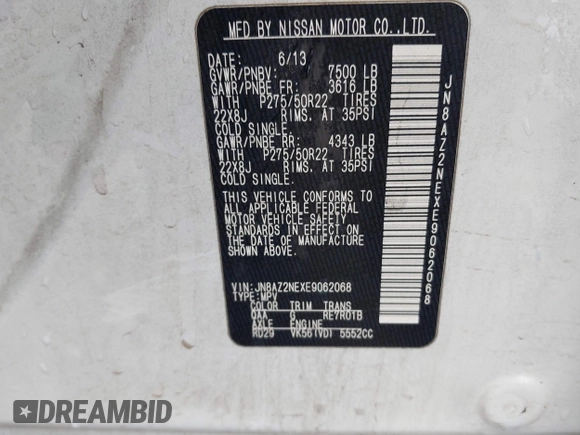 MFD BY NISSAN MOTOR CO.,LTD.
DATE: 6/13
GVWR/PNBV: 7500 LB
GAWR/PNBE FR: 3616 LB
WITH P275/50R22 TIRES
22X8J RIMS, AT 35PSI
COLD SINGLE.
GAWR/PNBE RR: 4343 LB
WITH P275/50R22 TIRES
22X8J RIMS, AT 35PSI
COLD SINGLE.
THIS VEHICLE CONFORMS TO
ALL APPLICABLE FEDERAL
MOTOR VEHICLE SAFETY
STANDARDS IN EFFECT ON
THE DATE OF MANUFACTURE
SHOWN ABOVE.
VIN:JN8AZ2NEXE9062068
TYPE:MPV
COLOR TRIM TRANS
QAA G RE7R01B
AXLE ENGINE
RD29 VK56(VD) 5552CC
JN8AZ2NEXE9062068
DREAMBID